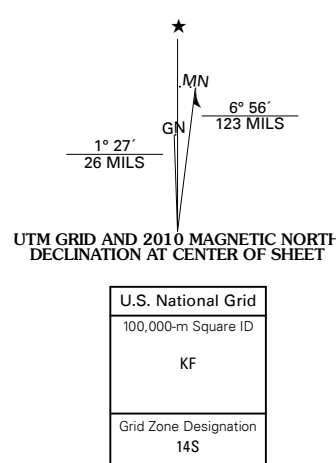 ★
MN
GN
6° 56´
123 MILS
1° 27´
26 MILS
UTM GRID AND 2010 MAGNETIC NORTH
DECLINATION AT CENTER OF SHEET
U.S. National Grid
100,000-m Square ID
KF
Grid Zone Designation
14S